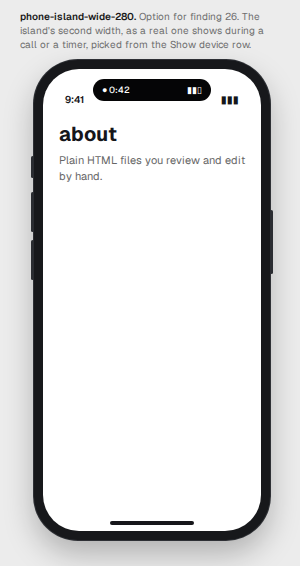 phone-island-wide-280. Option for finding 26. The
island's second width, as a real one shows during a
call or a timer, picked from the Show device row.
0:42
9:41
about
Plain HTML files you review and edit
by hand.